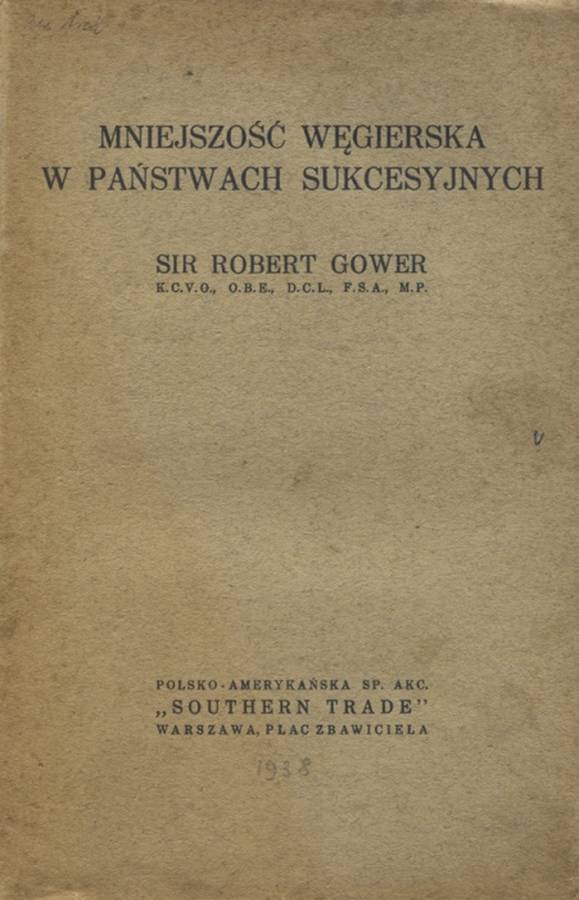 MNIEJSZOŚĆ WĘGIERSKA
W PAŃSTWACH SUKCESYJNYCH
SIR ROBERT GOWER
K.C.V.O., O.B.E., D.C.L., F.S.A., M.P.
POLSKO-AMERYKAŃSKA SP. AKC.
„SOUTHERN TRADE”
WARSZAWA, PLAC ZBAWICIELA
1938